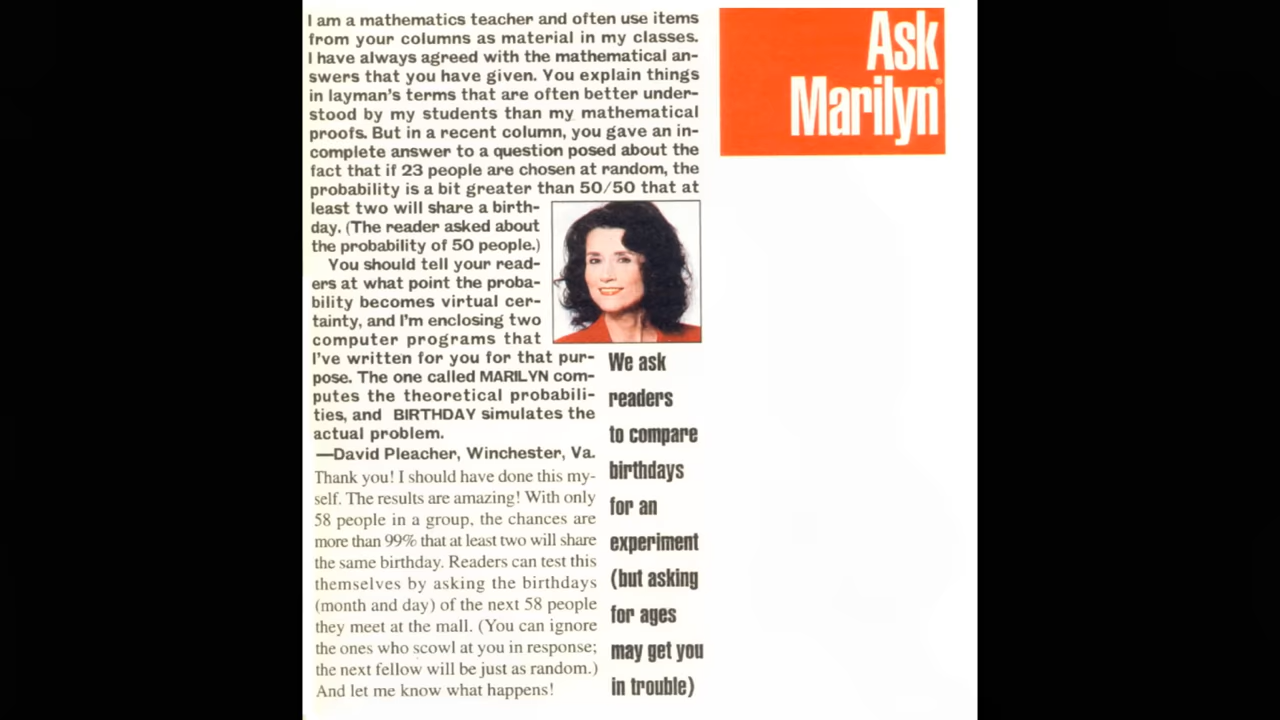 I am a mathematics teacher and often use items
from your columns as material in my classes.
I have always agreed with the mathematical an-
swers that you have given. You explain things
in layman's terms that are often better under-
stood by my students than my mathematical
proofs. But in a recent column, you gave an in-
complete answer to a question posed about the
fact that if 23 people are chosen at random, the
probability is a bit greater than 50/50 that at
least two will share a birth-
day. (The reader asked about
the probability of 50 people.)
You should tell your read-
ers at what point the proba-
bility becomes virtual cer-
tainty, and I'm enclosing two
computer programs that
I've written for you for that pur-
pose. The one called MARILYN com-
putes the theoretical probabili-
ties, and BIRTHDAY simulates the
actual problem.
—David Pleacher, Winchester, Va.
Thank you! I should have done this my-
self. The results are amazing! With only
58 people in a group, the chances are
more than 99% that at least two will share
the same birthday. Readers can test this
themselves by asking the birthdays
(month and day) of the next 58 people
they meet at the mall. (You can ignore
the ones who scowl at you in response;
the next fellow will be just as random.)
And let me know what happens!
We ask
readers
to compare
birthdays
for an
experiment
(but asking
for ages
may get you
in trouble)
Ask
Marilyn®